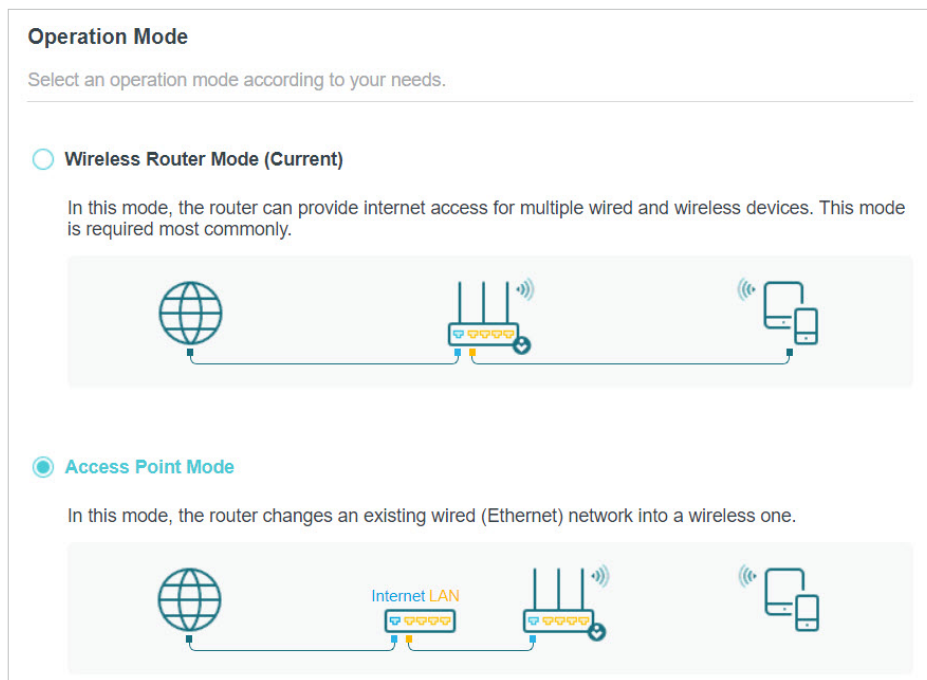 Operation Mode
Select an operation mode according to your needs.
Wireless Router Mode (Current)
In this mode, the router can provide internet access for multiple wired and wireless devices. This mode
is required most commonly.
Access Point Mode
In this mode, the router changes an existing wired (Ethernet) network into a wireless one.
Internet LAN